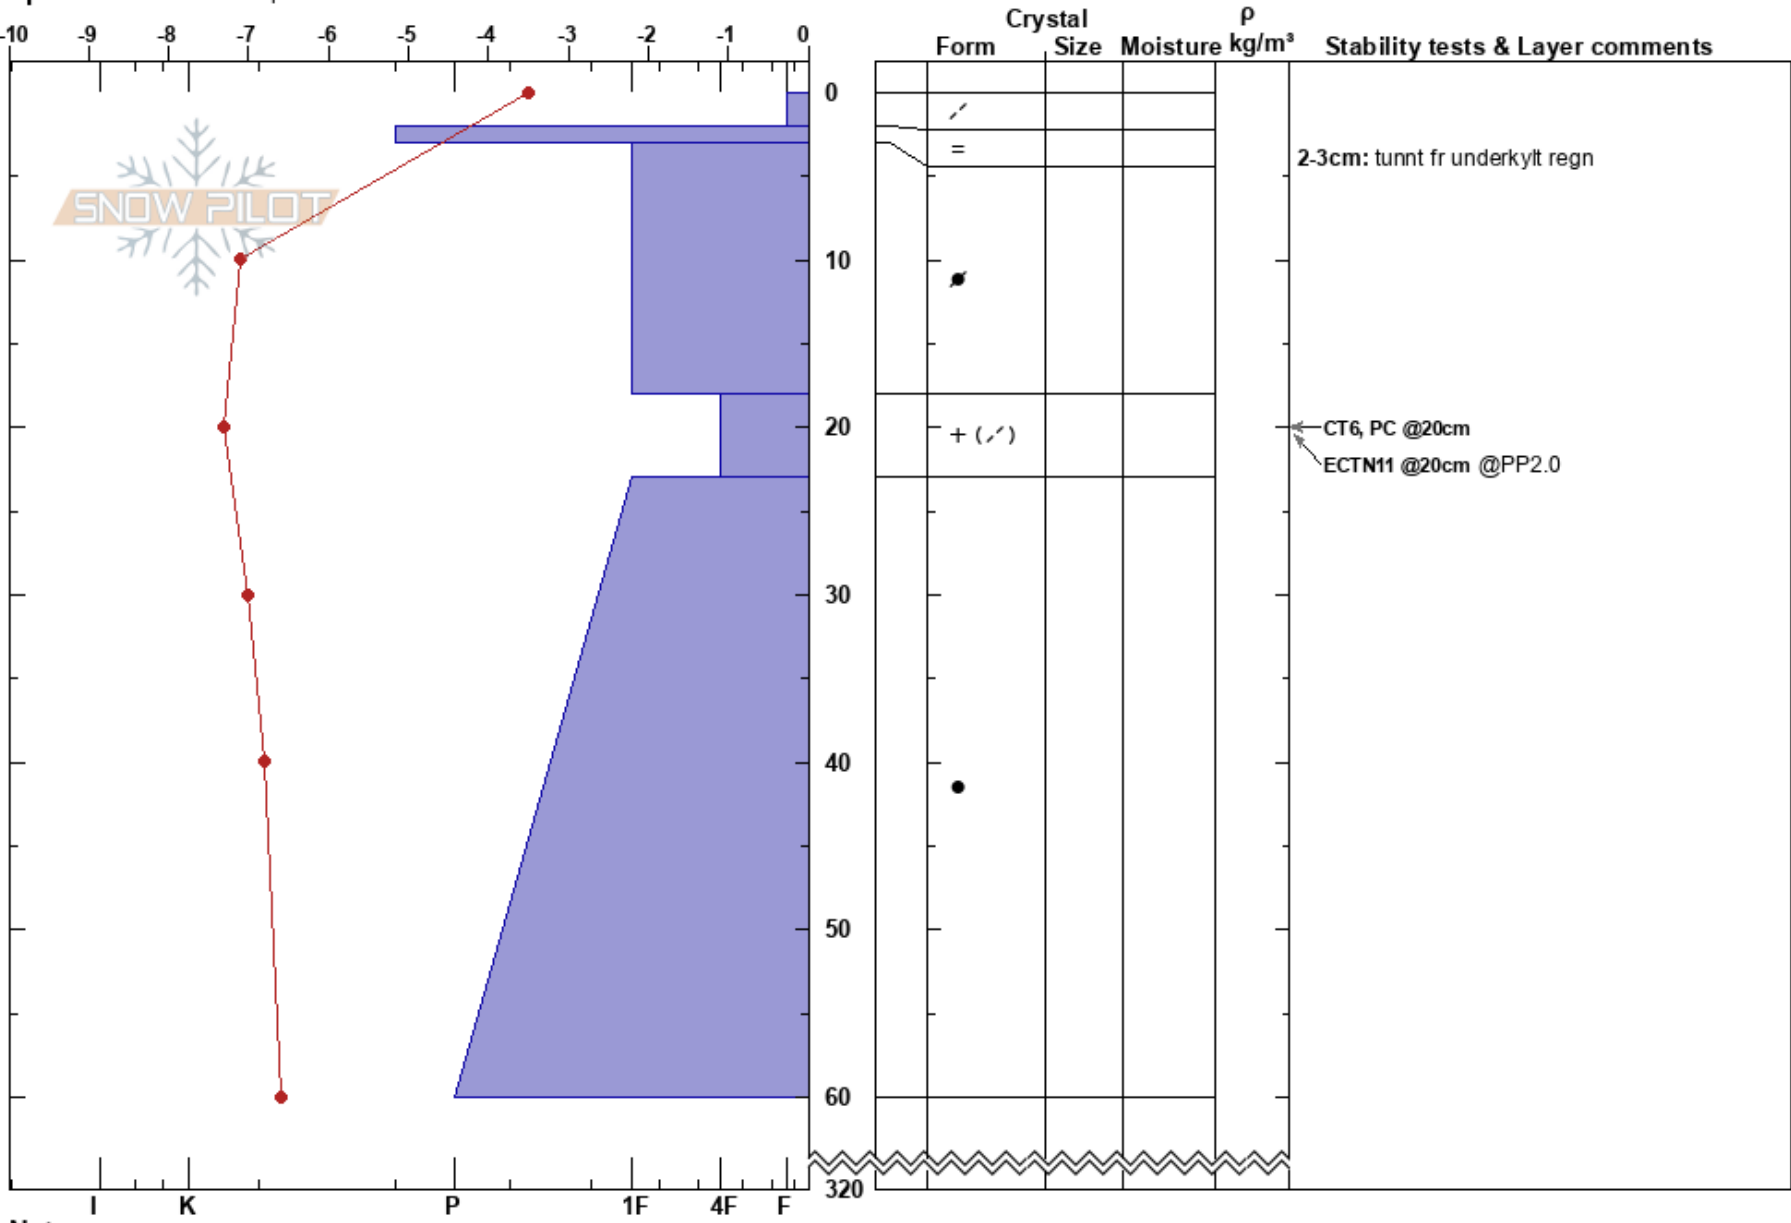 -10 -9 -8 -7 -6 -5 -4 -3 -2 -1 0
Crystal
ρ
Form Size Moisture kg/m³ Stability tests & Layer comments
0
2-3cm: tunnt fr underkylt regn
SNOW PILOT
10
20
CT6, PC @20cm
ECTN11 @20cm @PP2.0
30
40
50
60
320
I K P 1F 4F F